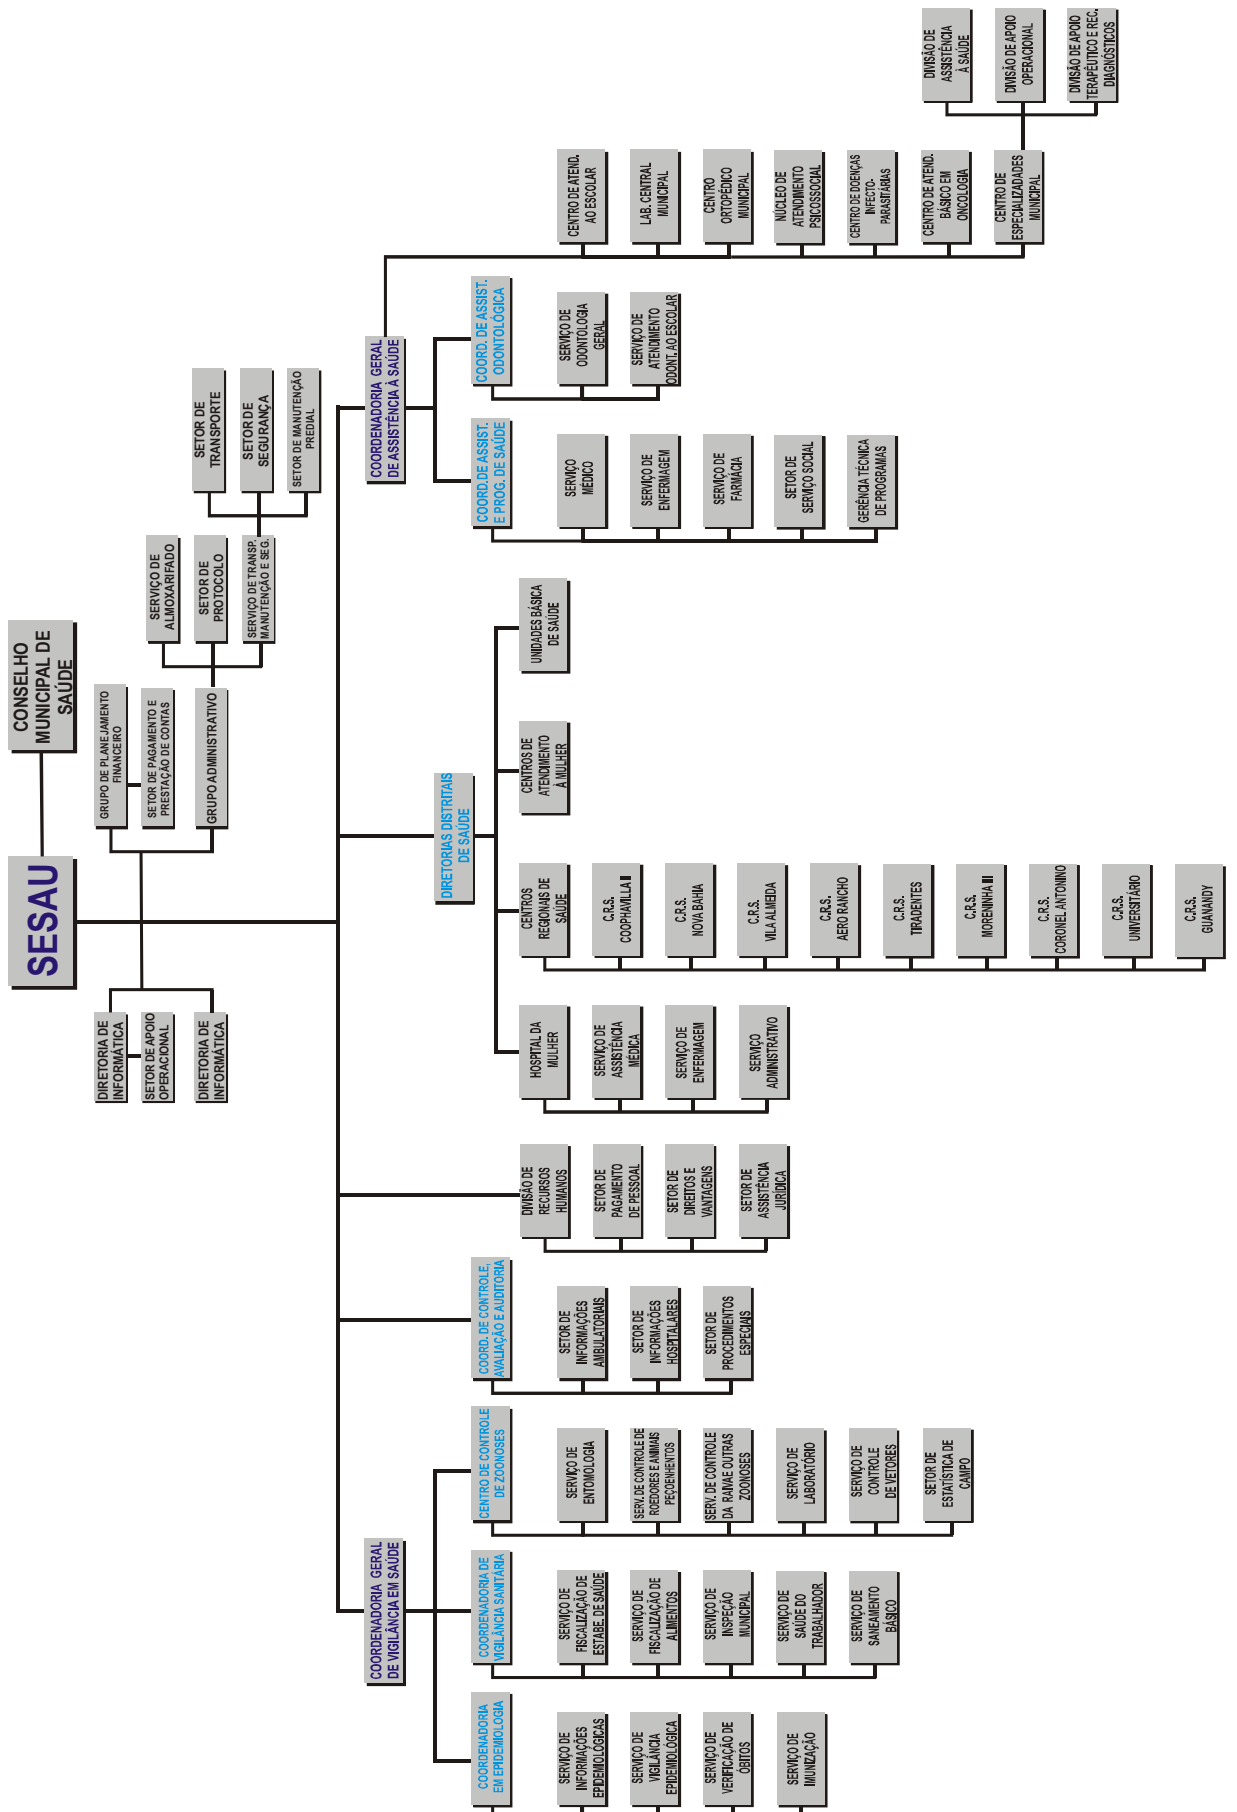 SESAU
CONSELHO
MUNICIPAL DE
SAÚDE
DIRETORIA DE
INFORMÁTICA
SETOR DE APOIO
OPERACIONAL
DIRETORIA DE
INFORMÁTICA
GRUPO DE PLANEJAMENTO
FINANCEIRO
SETOR DE PAGAMENTO E
PRESTAÇÃO DE CONTAS
GRUPO ADMINISTRATIVO
SERVIÇO DE
ALMOXARIFADO
SETOR DE
PROTOCOLO
SERVIÇO DE TRANSP.
MANUTENÇÃO E SEG.
SETOR DE
TRANSPORTE
SETOR DE
SEGURANÇA
SETOR DE MANUTENÇÃO
PREDIAL
COORDENADORIA GERAL
DE VIGILÂNCIA EM SAÚDE
COORDENADORIA
EM EPIDEMIOLOGIA
SERVIÇO DE
INFORMAÇÕES
EPIDEMIOLÓGICAS
SERVIÇO DE
VIGILÂNCIA
EPIDEMIOLÓGICA
SERVIÇO DE
VERIFICAÇÃO DE
ÓBITOS
SERVIÇO DE
IMUNIZAÇÃO
COORDENADORIA DE
VIGILÂNCIA SANITÁRIA
SERVIÇO DE
FISCALIZAÇÃO DE
ESTABE. DE SAÚDE
SERVIÇO DE
FISCALIZAÇÃO DE
ALIMENTOS
SERVIÇO DE
INSPEÇÃO
MUNICIPAL
SERVIÇO DE
SAÚDE DO
TRABALHADOR
SERVIÇO DE
SANEAMENTO
BÁSICO
CENTRO DE CONTROLE
DE ZOONOSES
SERVIÇO DE
ENTOMOLOGIA
SERV. DE CONTROLE DE
ROEDORES E ANIMAIS
PEÇOENHENTOS
SERV. DE CONTROLE
DA RAIVA E OUTRAS
ZOONOSES
SERVIÇO DE
LABORATÓRIO
SERVIÇO DE
CONTROLE
DE VETORES
SETOR DE
ESTATÍSTICA DE
CAMPO
COORD. DE CONTROLE,
AVALIAÇÃO E AUDITORIA
SETOR DE
INFORMAÇÕES
AMBULATORIAIS
SETOR DE
INFORMAÇÕES
HOSPITALARES
SETOR DE
PROCEDIMENTOS
ESPECIAIS
DIVISÃO DE
RECURSOS
HUMANOS
SETOR DE
PAGAMENTO
DE PESSOAL
SETOR DE
DIREITOS E
VANTAGENS
SETOR DE
ASSISTÊNCIA
JURÍDICA
DIRETORIAS DISTRITAIS
DE SAÚDE
HOSPITAL DA
MULHER
SERVIÇO DE
ASSISTÊNCIA
MÉDICA
SERVIÇO DE
ENFERMAGEM
SERVIÇO
ADMINISTRATIVO
CENTROS
REGIONAIS DE
SAÚDE
C.R.S.
COOPHAVILLA II
C.R.S.
NOVA BAHIA
C.R.S.
VILA ALMEIDA
C.R.S.
AERO RANCHO
C.R.S.
TIRADENTES
C.R.S.
MORENINHA III
C.R.S.
CORONEL ANTONINO
C.R.S.
UNIVERSITÁRIO
C.R.S.
GUANANDY
CENTROS DE
ATENDIMENTO
À MULHER
UNIDADES BÁSICA
DE SAÚDE
COORDENADORIA GERAL
DE ASSISTÊNCIA À SAÚDE
COORD. DE ASSIST.
E PROG. DE SAÚDE
SERVIÇO
MÉDICO
SERVIÇO DE
ENFERMAGEM
SERVIÇO DE
FARMÁCIA
SETOR DE
SERVIÇO SOCIAL
GERÊNCIA TÉCNICA
DE PROGRAMAS
COORD. DE ASSIST.
ODONTOLÓGICA
SERVIÇO DE
ODONTOLOGIA
GERAL
SERVIÇO DE
ATENDIMENTO
ODONT. AO ESCOLAR
CENTRO DE ATEND.
AO ESCOLAR
LAB. CENTRAL
MUNICIPAL
CENTRO
ORTOPÉDICO
MUNICIPAL
NÚCLEO DE
ATENDIMENTO
PSICOSSOCIAL
CENTRO DE DOENÇAS
INFECTO-
PARASITÁRIAS
CENTRO DE ATEND.
BÁSICO EM
ONCOLOGIA
CENTRO DE
ESPECIALIZADADES
MUNICIPAL
DIVISÃO DE
ASSISTÊNCIA
À SAÚDE
DIVISÃO DE APOIO
OPERACIONAL
DIVISÃO DE APOIO
TERAPÊUTICO E REC.
DIAGNÓSTICOS